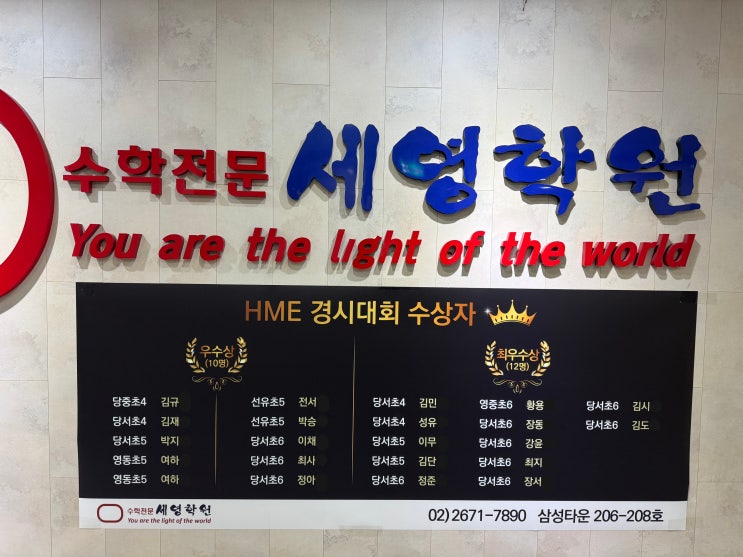 수학전문 세영학원
You are the light of the world
HME 경시대회 수상자
우수상
(10명)
당중초4 김규
당서초4 김재
당서초5 박지
영동초5 여하
영동초5 여하
선유초5 전서
선유초5 박승
당서초6 이채
당서초6 최사
당서초6 정아
최우수상
(12명)
당서초4 김민
당서초4 성유
당서초5 이무
당서초5 김단
당서초6 정준
영중초6 황용
당서초6 장동
당서초6 강윤
당서초6 최지
당서초6 장서
당서초6 김시
당서초6 김도
수학전문 세영학원
You are the light of the world
02) 2671-7890 삼성타운 206-208호